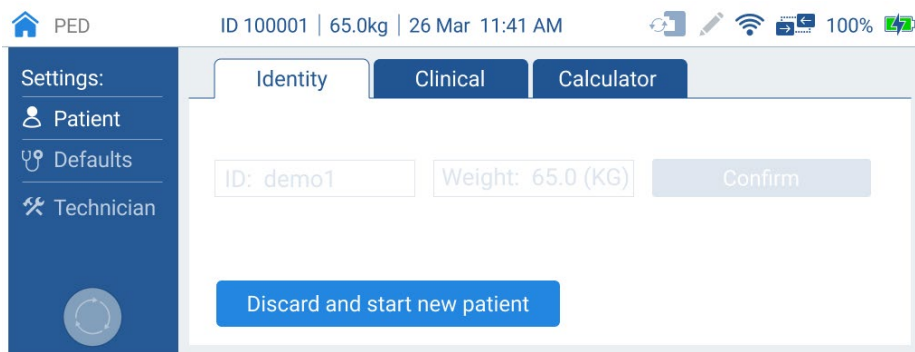 PED
ID 100001 | 65.0kg | 26 Mar 11:41 AM
100%
Settings:
Patient
Defaults
Technician
Identity
Clinical
Calculator
ID: demo1
Weight: 65.0 (KG)
Confirm
Discard and start new patient